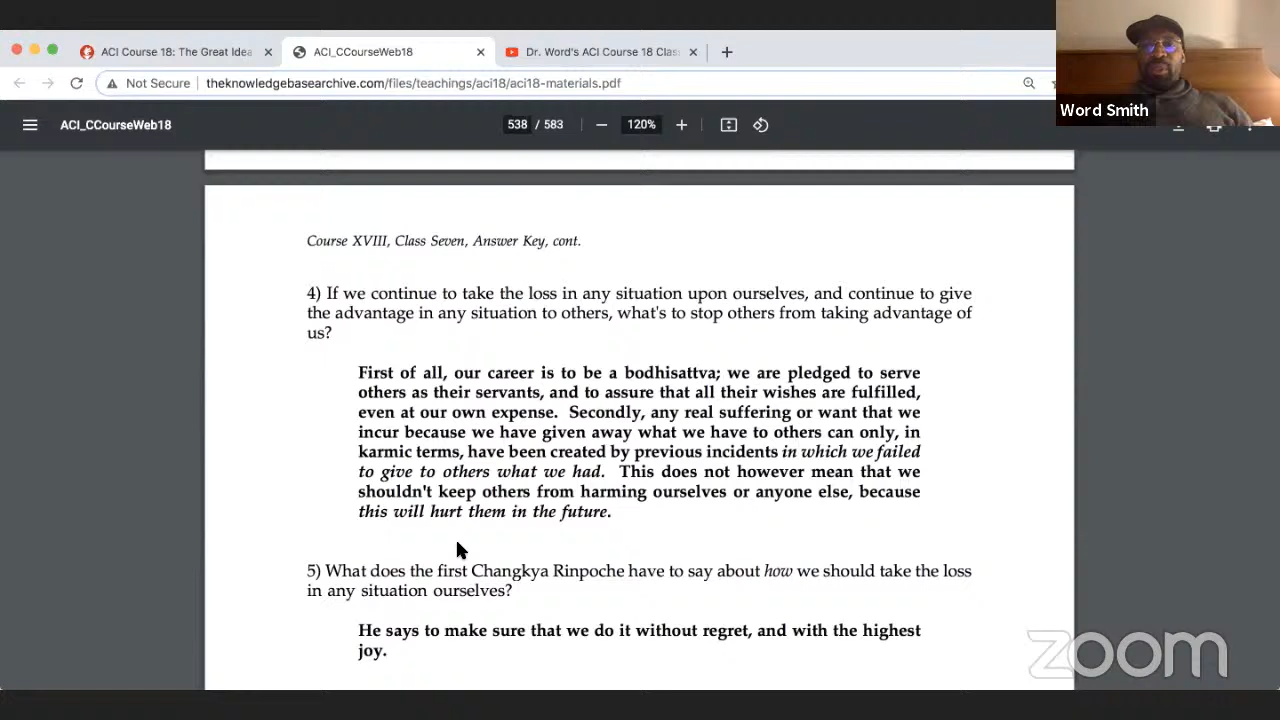 ACI Course 18: The Great Idea
ACI_CCourseWeb18
Dr. Word's ACI Course 18 Clas
Not Secure theknowledgebasearchive.com/files/teachings/aci18/aci18-materials.pdf
Word Smith
ACI_CCourseWeb18 538 / 583 120%
Course XVIII, Class Seven, Answer Key, cont.
4) If we continue to take the loss in any situation upon ourselves, and continue to give
the advantage in any situation to others, what's to stop others from taking advantage of
us?
First of all, our career is to be a bodhisattva; we are pledged to serve
others as their servants, and to assure that all their wishes are fulfilled,
even at our own expense. Secondly, any real suffering or want that we
incur because we have given away what we have to others can only, in
karmic terms, have been created by previous incidents in which we failed
to give to others what we had. This does not however mean that we
shouldn't keep others from harming ourselves or anyone else, because
this will hurt them in the future.
5) What does the first Changkya Rinpoche have to say about how we should take the loss
in any situation ourselves?
He says to make sure that we do it without regret, and with the highest
joy.
zoom